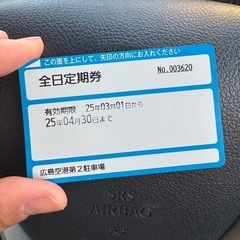 この面を上にして、矢印の方向にお入れください
全日定期券
No.003620
有効期限 25年03月01日から
25年04月30日まで
広島空港第2駐車場
SRS
AIRBAG